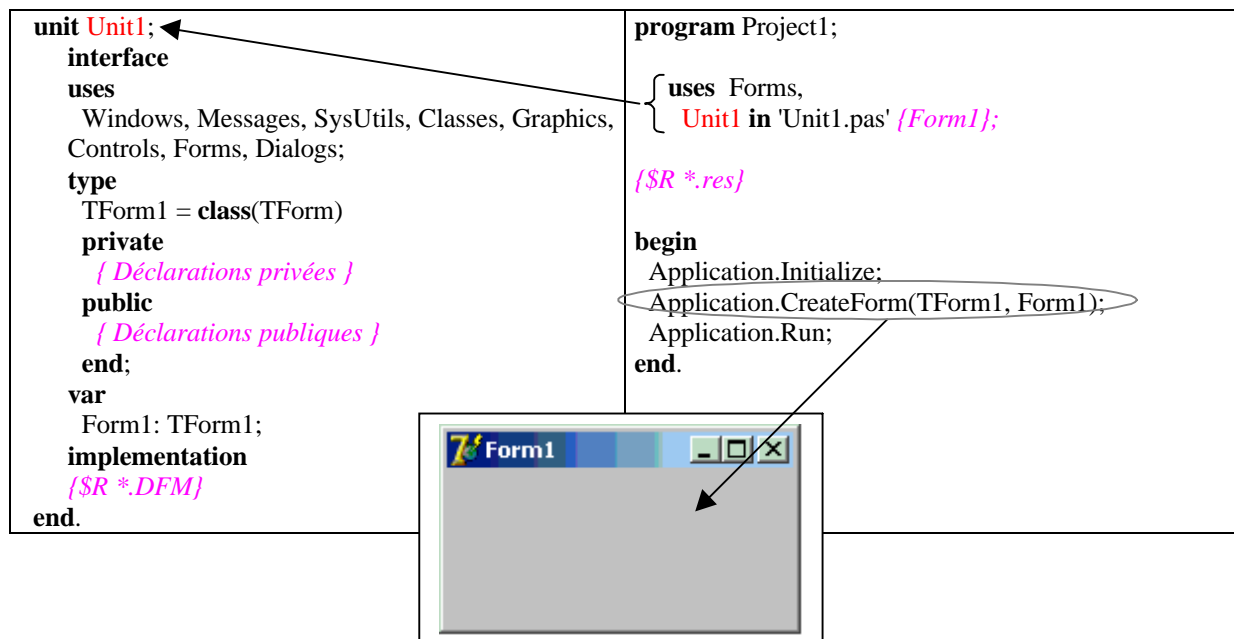 unit Unit1;
interface
uses
Windows, Messages, SysUtils, Classes, Graphics,
Controls, Forms, Dialogs;
type
TForm1 = class(TForm)
private
{ Déclarations privées }
public
{ Déclarations publiques }
end;
var
Form1: TForm1;
implementation
{$R *.DFM}
end.
program Project1;
uses Forms,
Unit1 in 'Unit1.pas' {Form1};
{$R *.res}
begin
Application.Initialize;
Application.CreateForm(TForm1, Form1);
Application.Run;
end.
Form1